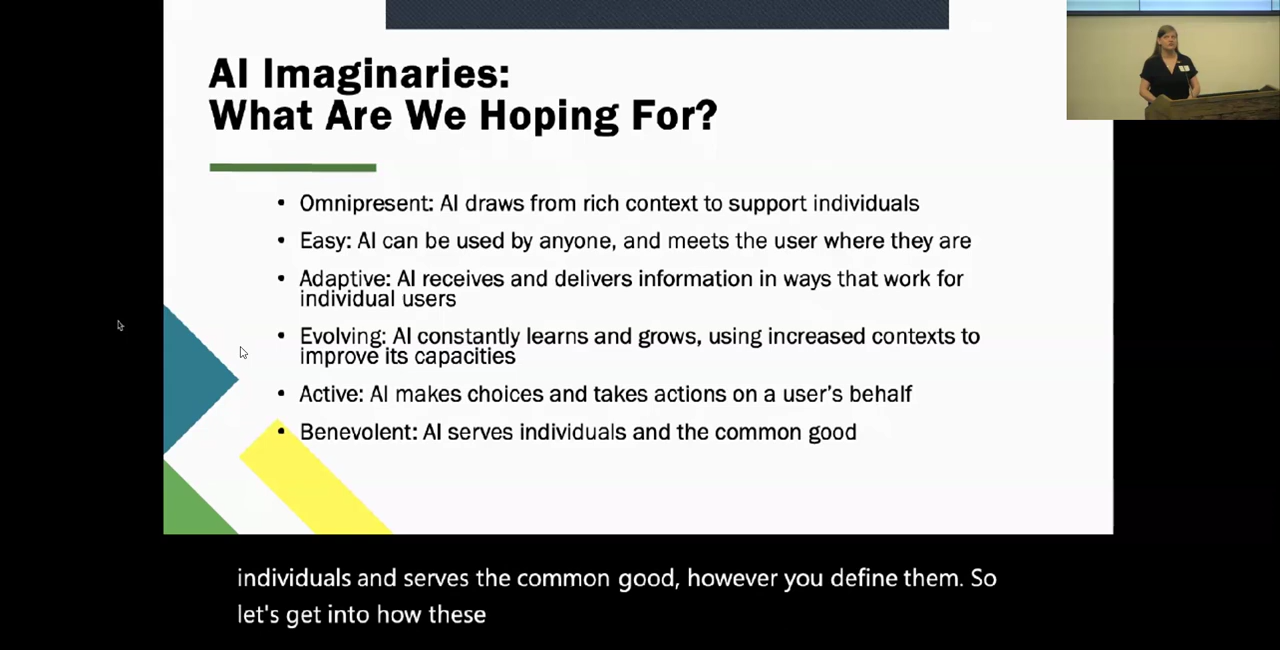 AI Imaginaries:
What Are We Hoping For?
• Omnipresent: AI draws from rich context to support individuals
• Easy: AI can be used by anyone, and meets the user where they are
• Adaptive: AI receives and delivers information in ways that work for
individual users
• Evolving: AI constantly learns and grows, using increased contexts to
improve its capacities
• Active: AI makes choices and takes actions on a user’s behalf
• Benevolent: AI serves individuals and the common good
individuals and serves the common good, however you define them. So
let's get into how these